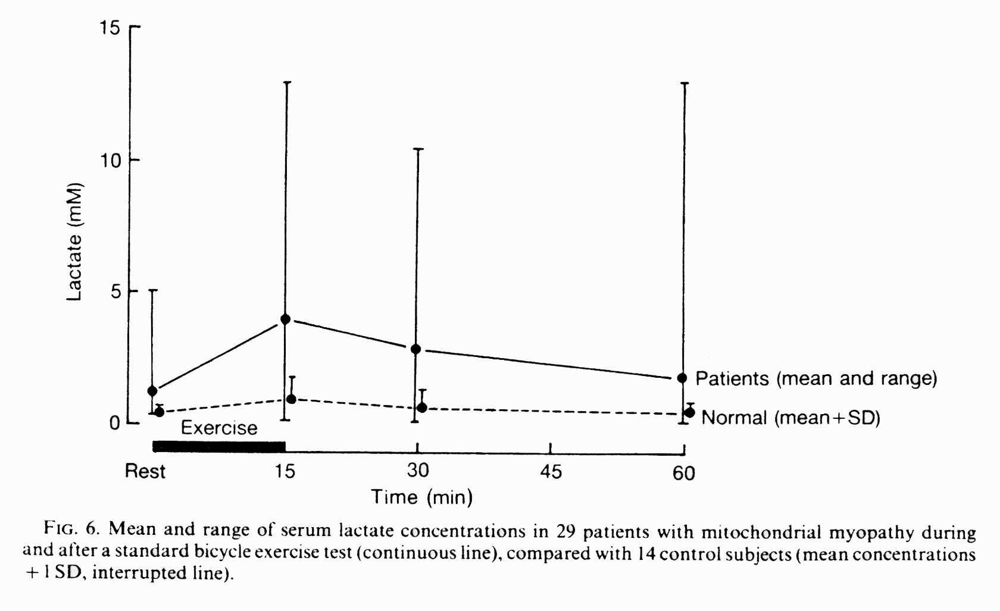 15
10
5
0
Lactate (mM)
Patients (mean and range)
Normal (mean+SD)
Exercise
Rest 15 30 45 60
Time (min)
FIG. 6. Mean and range of serum lactate concentrations in 29 patients with mitochondrial myopathy during
and after a standard bicycle exercise test (continuous line), compared with 14 control subjects (mean concentrations
+ 1 SD, interrupted line).